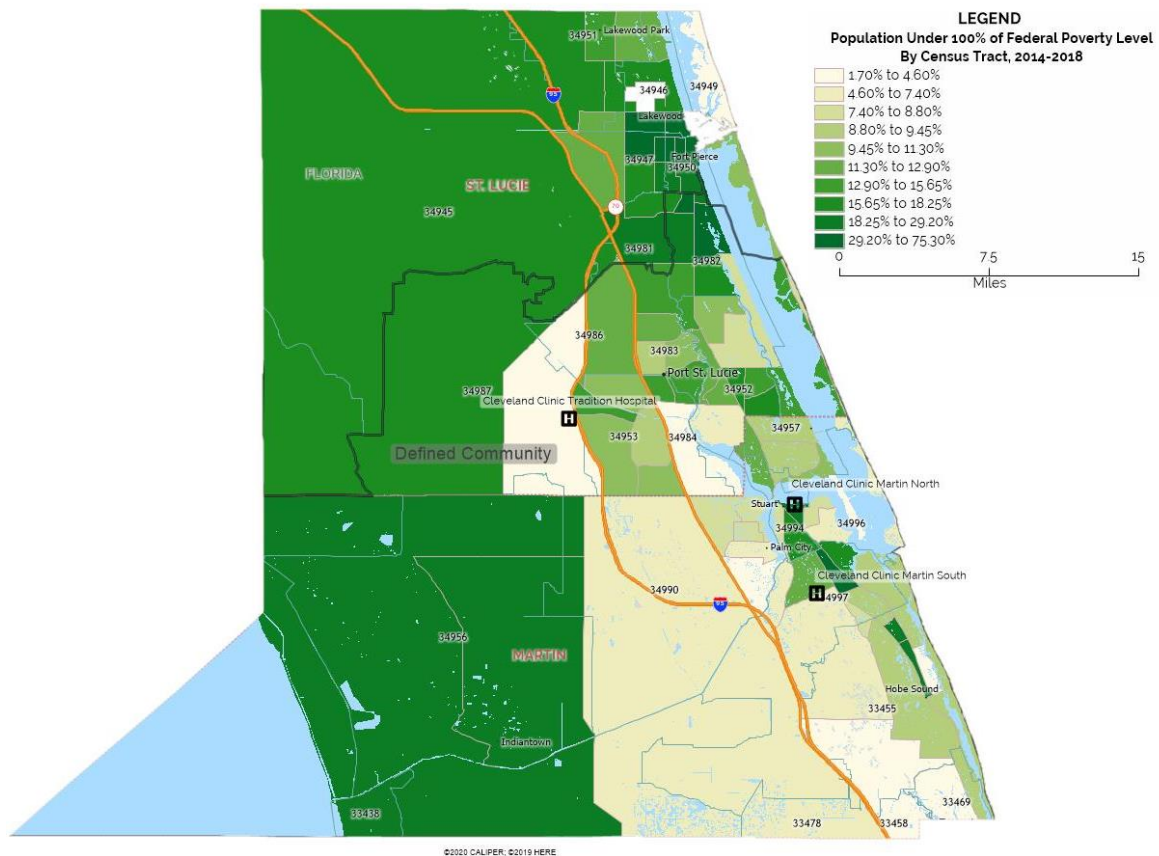 LEGEND
Population Under 100% of Federal Poverty Level
By Census Tract, 2014-2018
1.70% to 4.60%
4.60% to 7.40%
7.40% to 8.80%
8.80% to 9.45%
9.45% to 11.30%
11.30% to 12.90%
12.90% to 15.65%
15.65% to 18.25%
18.25% to 29.20%
29.20% to 75.30%
0 7.5 15
Miles
34951 Lakewood Park
95
34946
34949
Lakewood
34947
Fort Pierce
34950
FLORIDA
ST. LUCIE
34945
70
34981
34982
34986
34983
Port St. Lucie
34987
34952
Cleveland Clinic Tradition Hospital
H
34953
34984
34957
Defined Community
Cleveland Clinic Martin North
Stuart
H
34994
34996
Palm City
Cleveland Clinic Martin South
34990
H
34997
95
34956
MARTIN
Hobe Sound
33455
Indiantown
33438
33478
33458
33469
©2020 CALIPER; ©2019 HERE